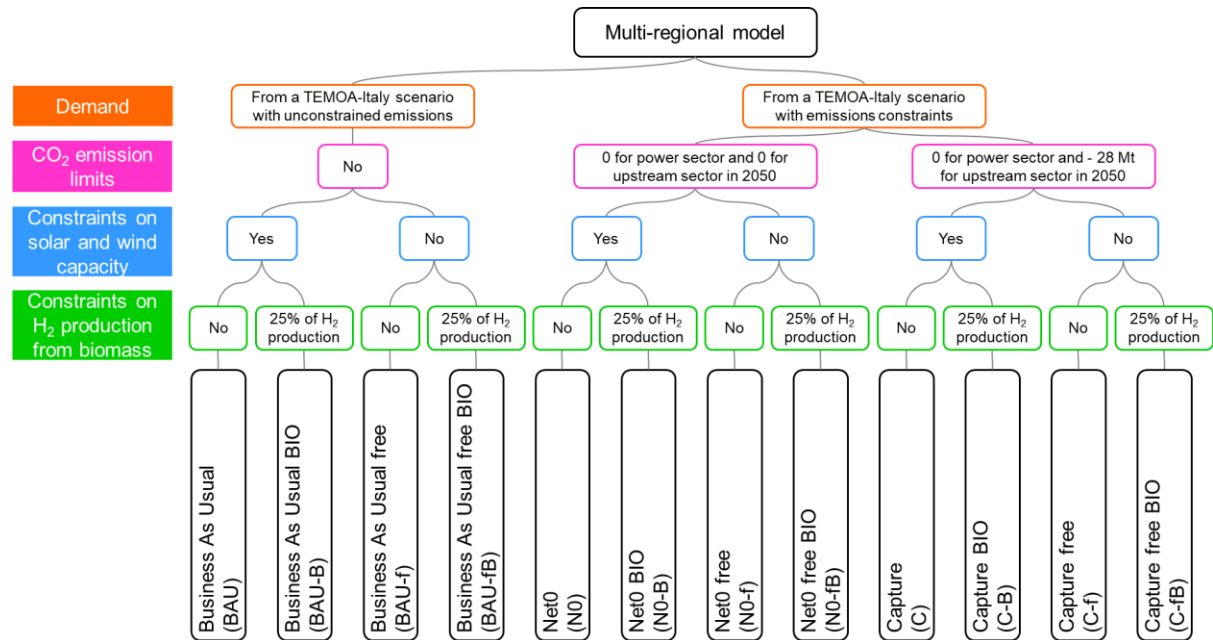 Multi-regional model
Demand
From a TEMOA-Italy scenario
with unconstrained emissions
From a TEMOA-Italy scenario
with emissions constraints
CO₂ emission
limits
No
0 for power sector and 0 for
upstream sector in 2050
0 for power sector and - 28 Mt
for upstream sector in 2050
Constraints on
solar and wind
capacity
Yes
No
Yes
No
Yes
No
Constraints on
H₂ production
from biomass
No
25% of H₂
production
No
25% of H₂
production
No
25% of H₂
production
No
25% of H₂
production
No
25% of H₂
production
No
25% of H₂
production
Business As Usual
(BAU)
Business As Usual BIO
(BAU-B)
Business As Usual free
(BAU-f)
Business As Usual free BIO
(BAU-fB)
Net0
(N0)
Net0 BIO
(N0-B)
Net0 free
(N0-f)
Net0 free BIO
(N0-fB)
Capture
(C)
Capture BIO
(C-B)
Capture free
(C-f)
Capture free BIO
(C-fB)